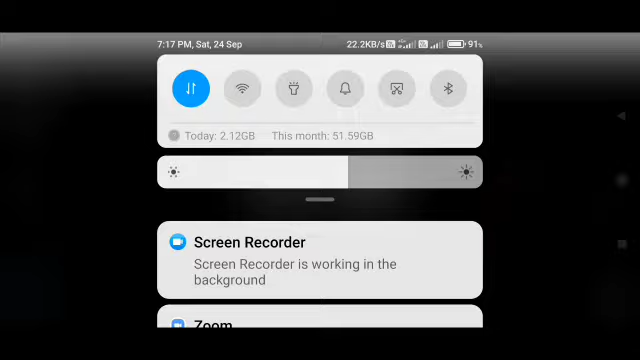 7:17 PM, Sat, 24 Sep 22.2KB/s 91%
Today: 2.12GB This month: 51.59GB
Screen Recorder
Screen Recorder is working in the
background
Zoom